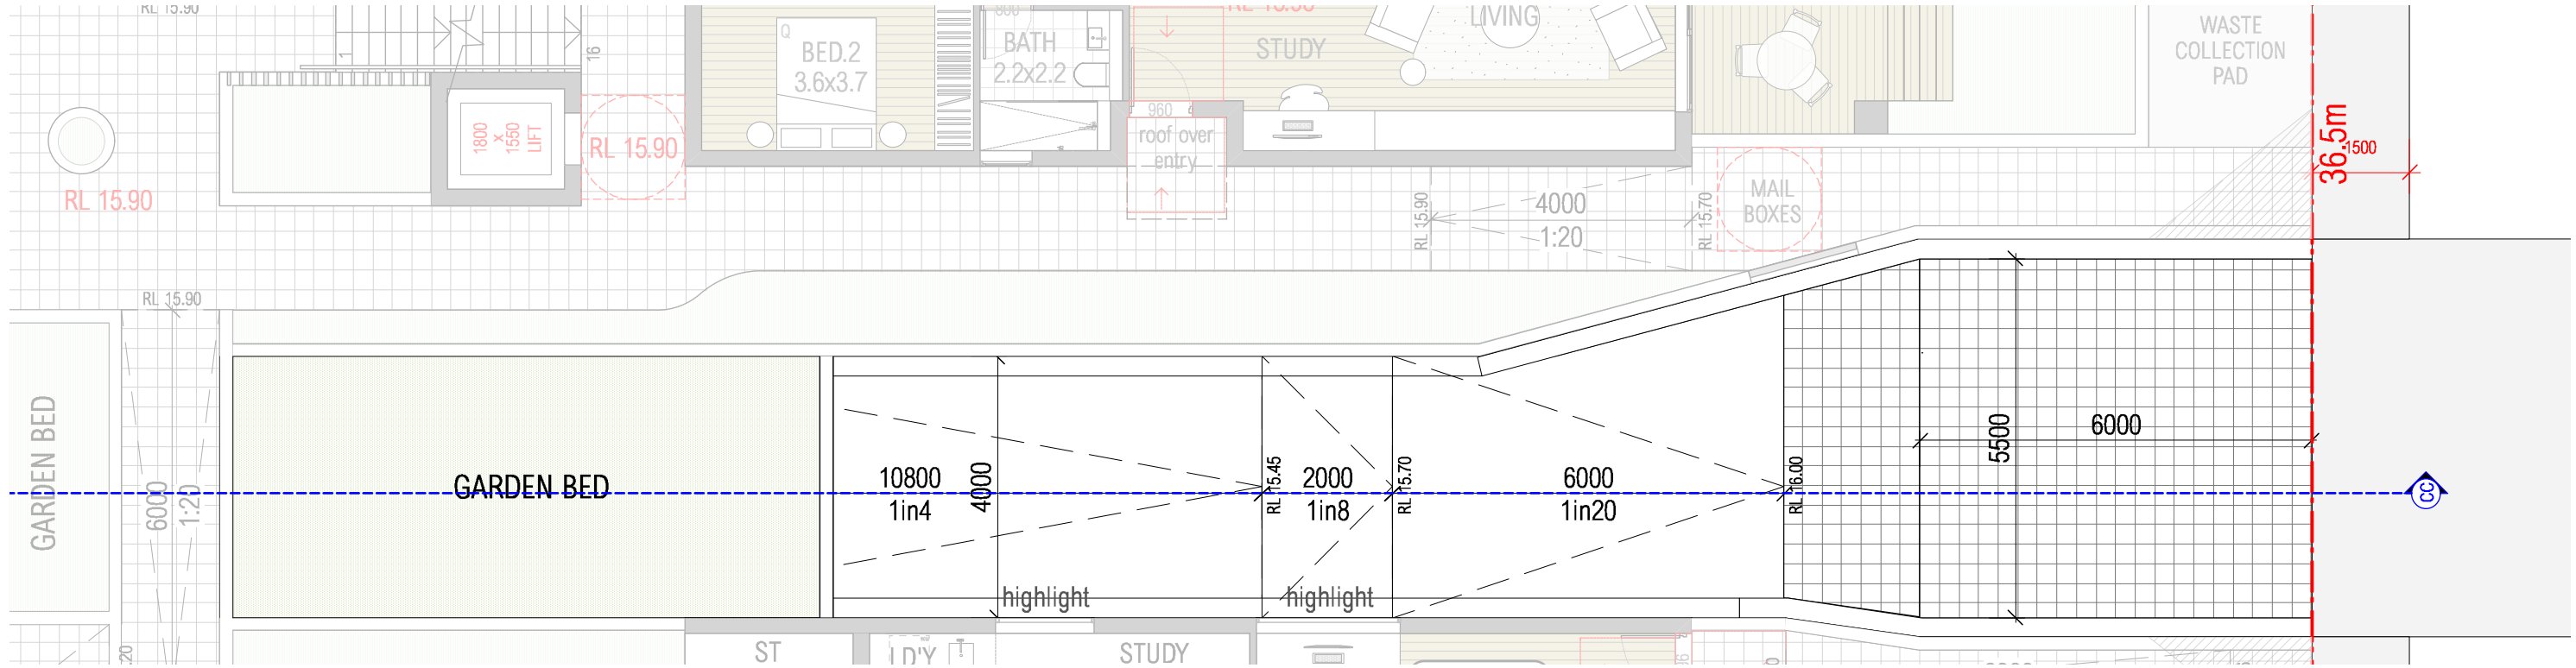 RL 15.90
1
16
Q
BED.2
3.6x3.7
BATH
2.2x2.2
STUDY
LIVING
WASTE
COLLECTION
PAD
1800
x
1550
LIFT
RL 15.90
RL 15.90
960
roof over
entry
RL 15.90
4000
1:20
RL 15.70
MAIL
BOXES
36.5m
1500
RL 15.90
GARDEN BED
6000
1:20
GARDEN BED
10800
1in4
4000
RL 15.45
2000
1in8
RL 15.70
6000
1in20
RL 16.00
5500
6000
CC
highlight
highlight
ST
L'DY
STUDY